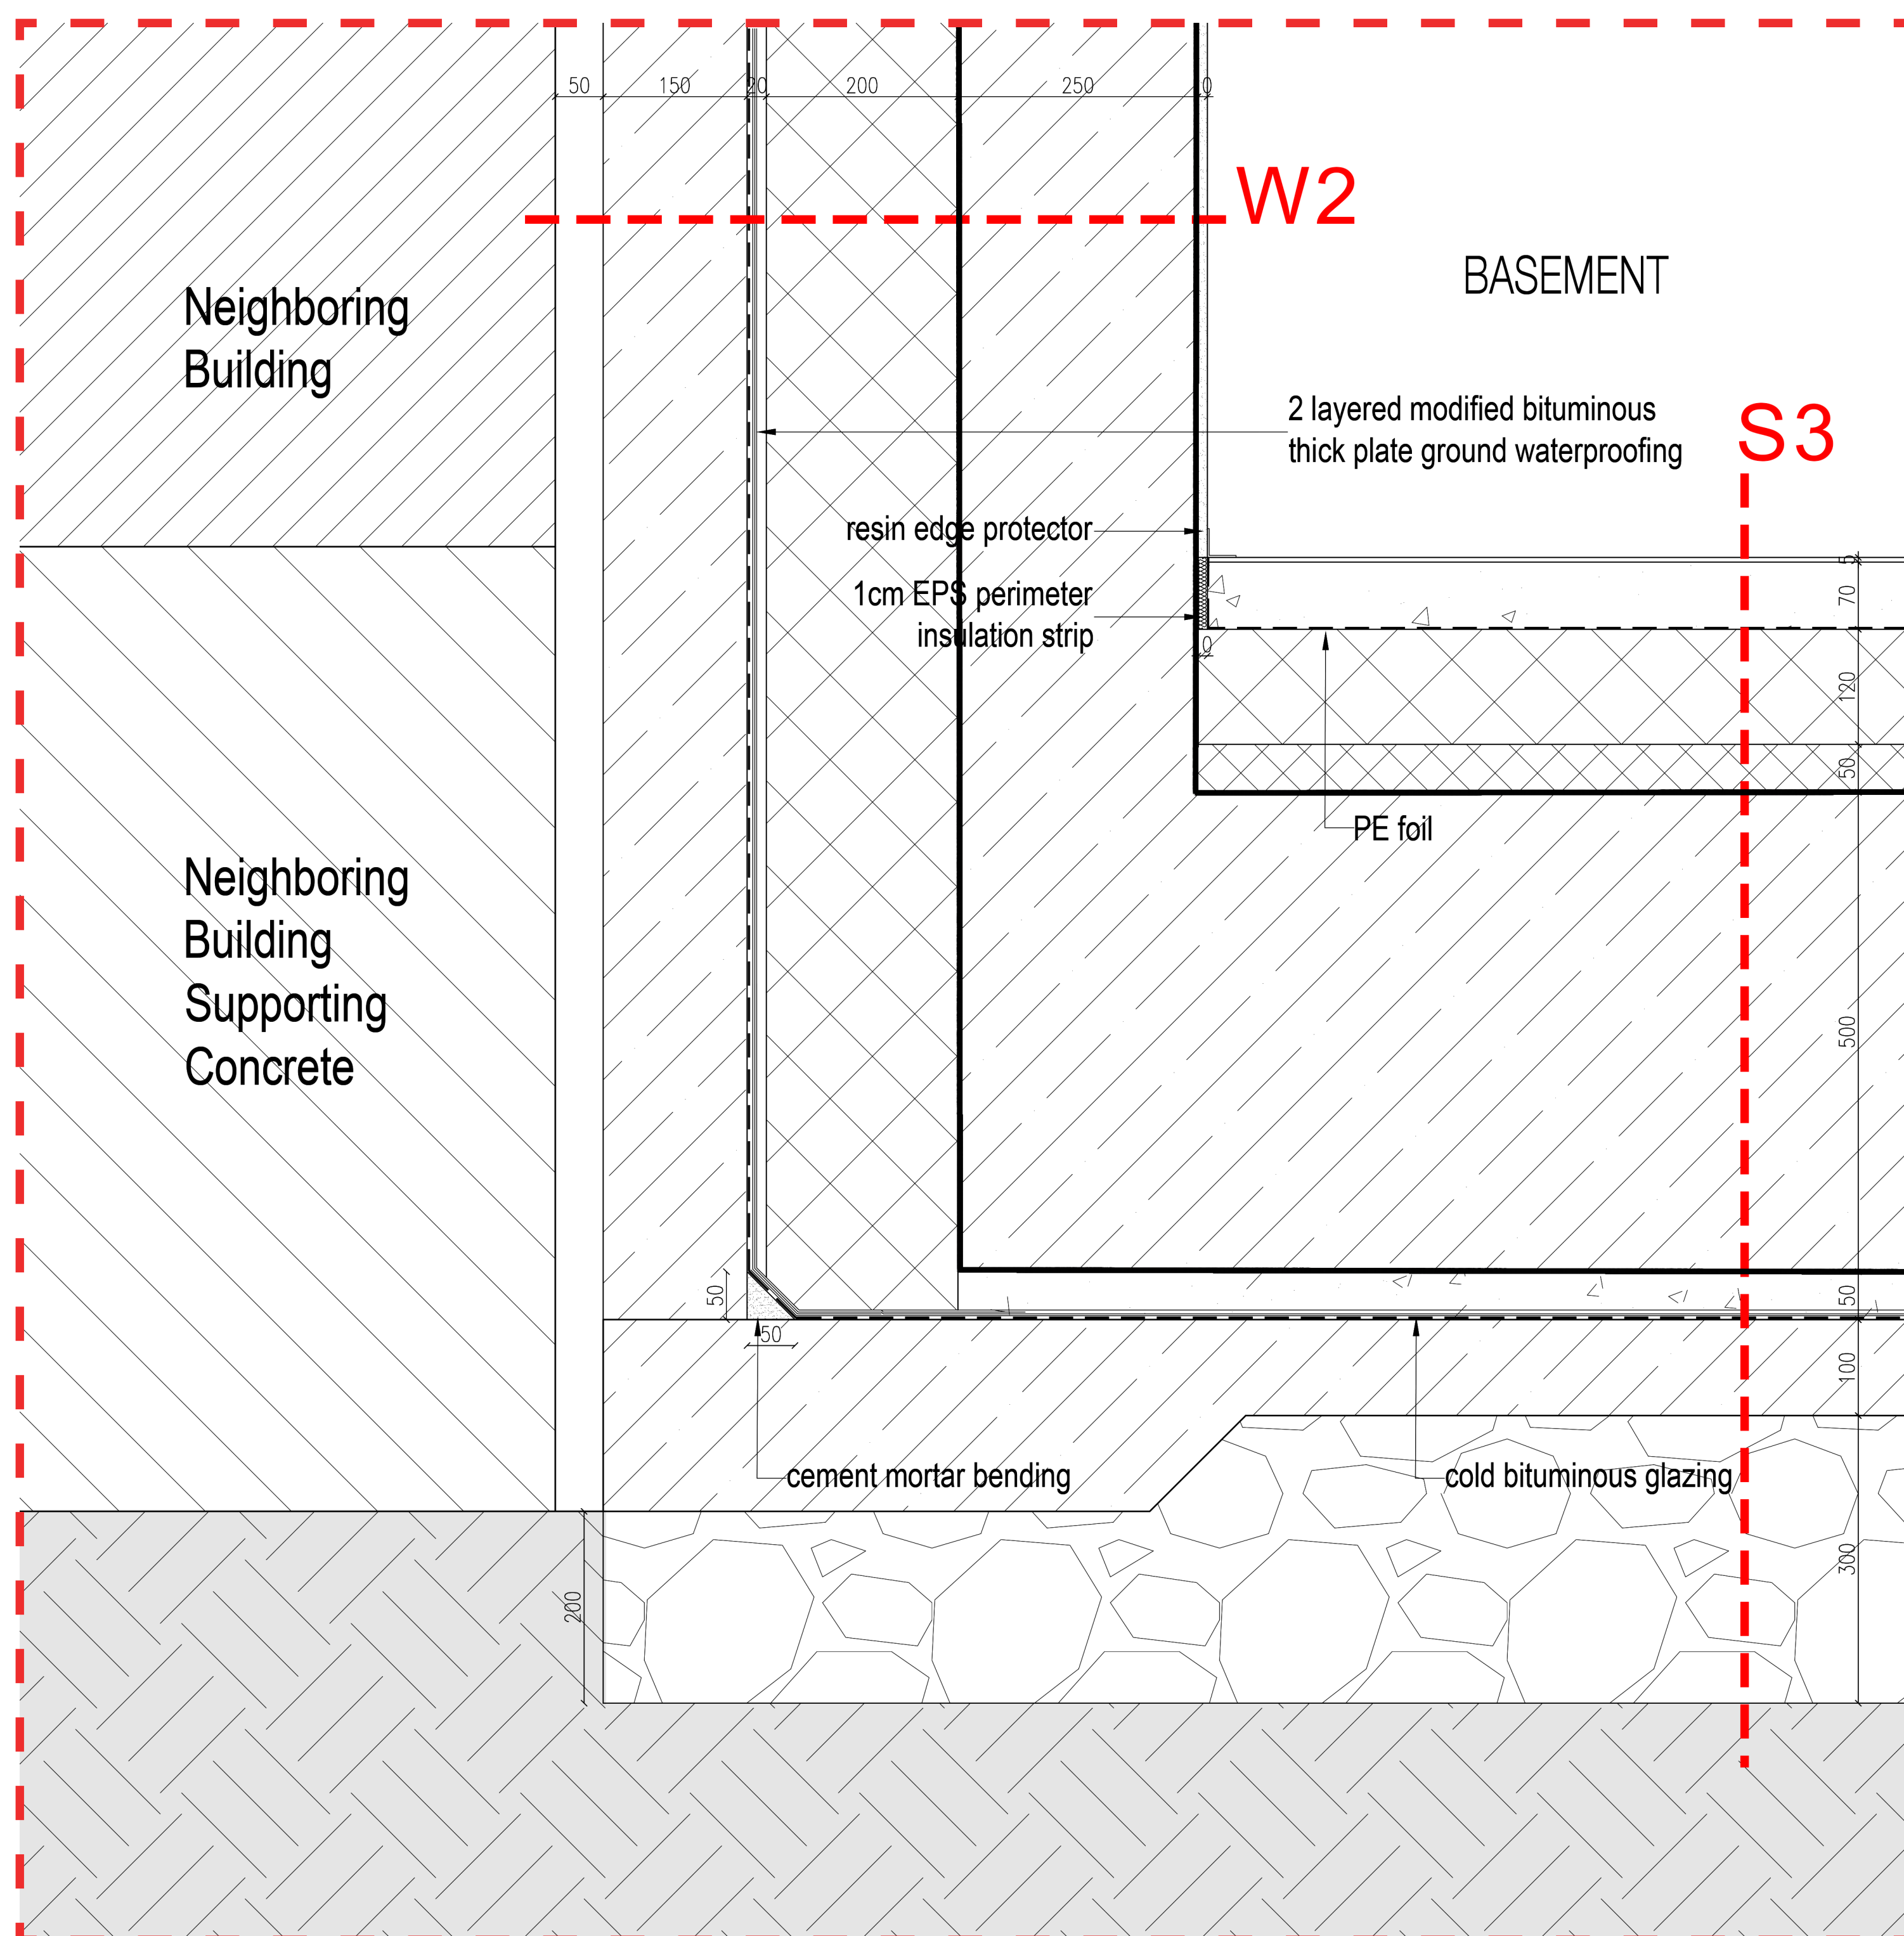 50 150 20 200 250 0
W2
BASEMENT
Neighboring
Building
2 layered modified bituminous
thick plate ground waterproofing
S3
resin edge protector
1cm EPS perimeter
insulation strip
0
5
70
120
50
PE foil
Neighboring
Building
Supporting
Concrete
500
50
50
50
100
cement mortar bending
cold bituminous glazing
300
200